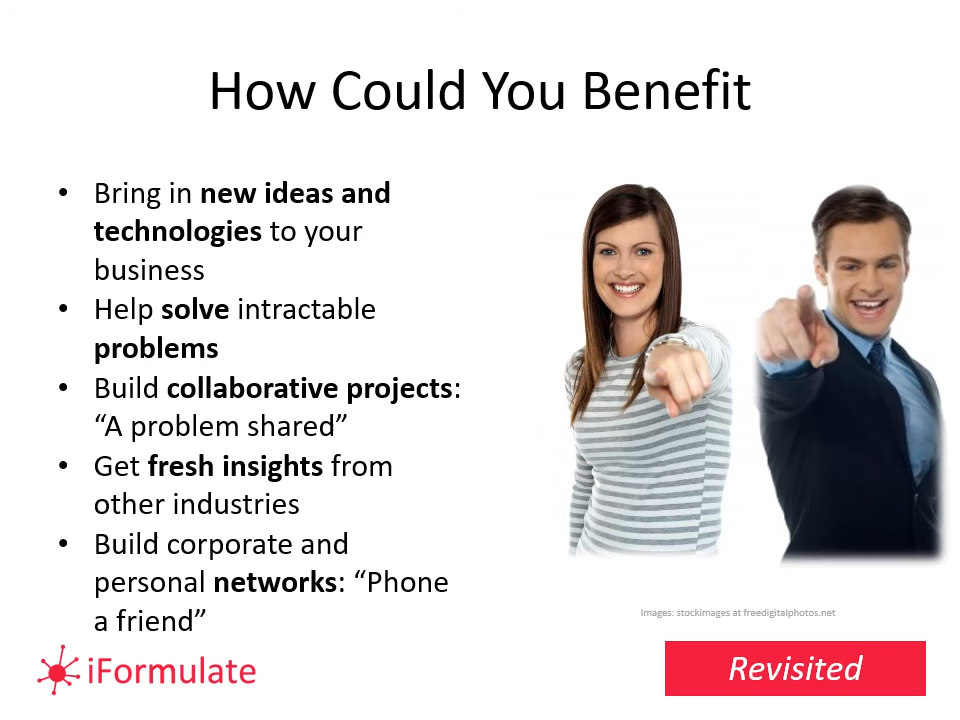 How Could You Benefit
• Bring in new ideas and
technologies to your
business
• Help solve intractable
problems
• Build collaborative projects:
“A problem shared”
• Get fresh insights from
other industries
• Build corporate and
personal networks: “Phone
a friend”
Images: stockimages at freedigitalphotos.net
iFormulate
Revisited